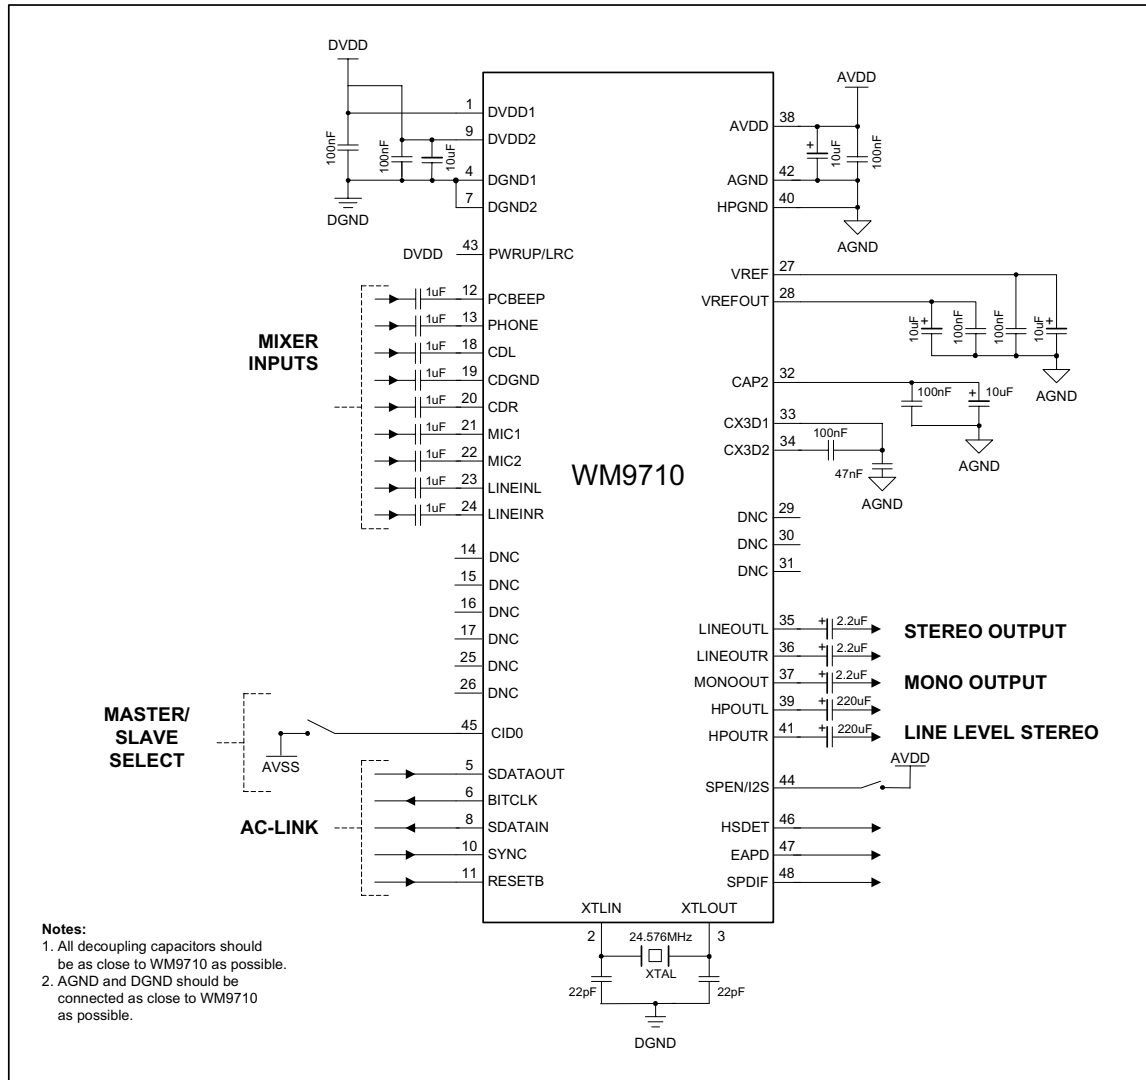 DVDD
1 DVDD1
9 DVDD2
100nF
100nF
10uF
4 DGND1
7 DGND2
DGND
DVDD 43 PWRUP/LRC
MIXER
INPUTS
1uF 12 PCBEEP
1uF 13 PHONE
1uF 18 CDL
1uF 19 CDGND
1uF 20 CDR
1uF 21 MIC1
1uF 22 MIC2
1uF 23 LINEINL
1uF 24 LINEINR
14 DNC
15 DNC
16 DNC
17 DNC
25 DNC
26 DNC
MASTER/
SLAVE
SELECT
AVSS
45 CID0
AC-LINK
5 SDATAOUT
6 BITCLK
8 SDATAIN
10 SYNC
11 RESETB
WM9710
AVDD
AVDD 38
+
10uF
100nF
AGND 42
HPGND 40
AGND
VREF 27
VREFOUT 28
10uF +
100nF
100nF
10uF +
AGND
CAP2 32
100nF
+ 10uF
AGND
CX3D1 33
CX3D2 34
100nF
47nF
AGND
DNC 29
DNC 30
DNC 31
LINEOUTL 35 + 2.2uF STEREO OUTPUT
LINEOUTR 36 + 2.2uF
MONOOUT 37 + 2.2uF MONO OUTPUT
HPOUTL 39 + 220uF
HPOUTR 41 + 220uF LINE LEVEL STEREO
AVDD
SPEN/I2S 44
HSDET 46
EAPD 47
SPDIF 48
XTLIN XTLOUT
2 24.576MHz 3
XTAL
22pF 22pF
DGND
Notes:
1. All decoupling capacitors should
be as close to WM9710 as possible.
2. AGND and DGND should be
connected as close to WM9710
as possible.